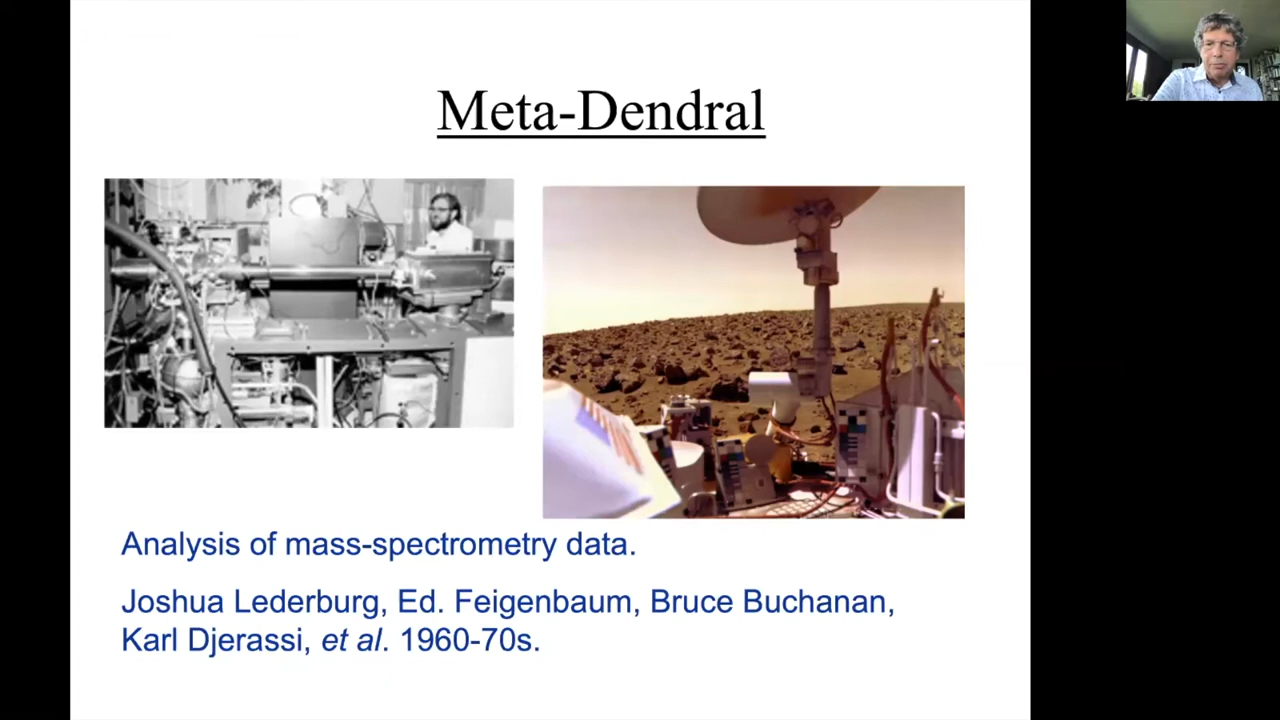 Meta-Dendral
Analysis of mass-spectrometry data.
Joshua Lederburg, Ed. Feigenbaum, Bruce Buchanan,
Karl Djerassi, et al. 1960-70s.